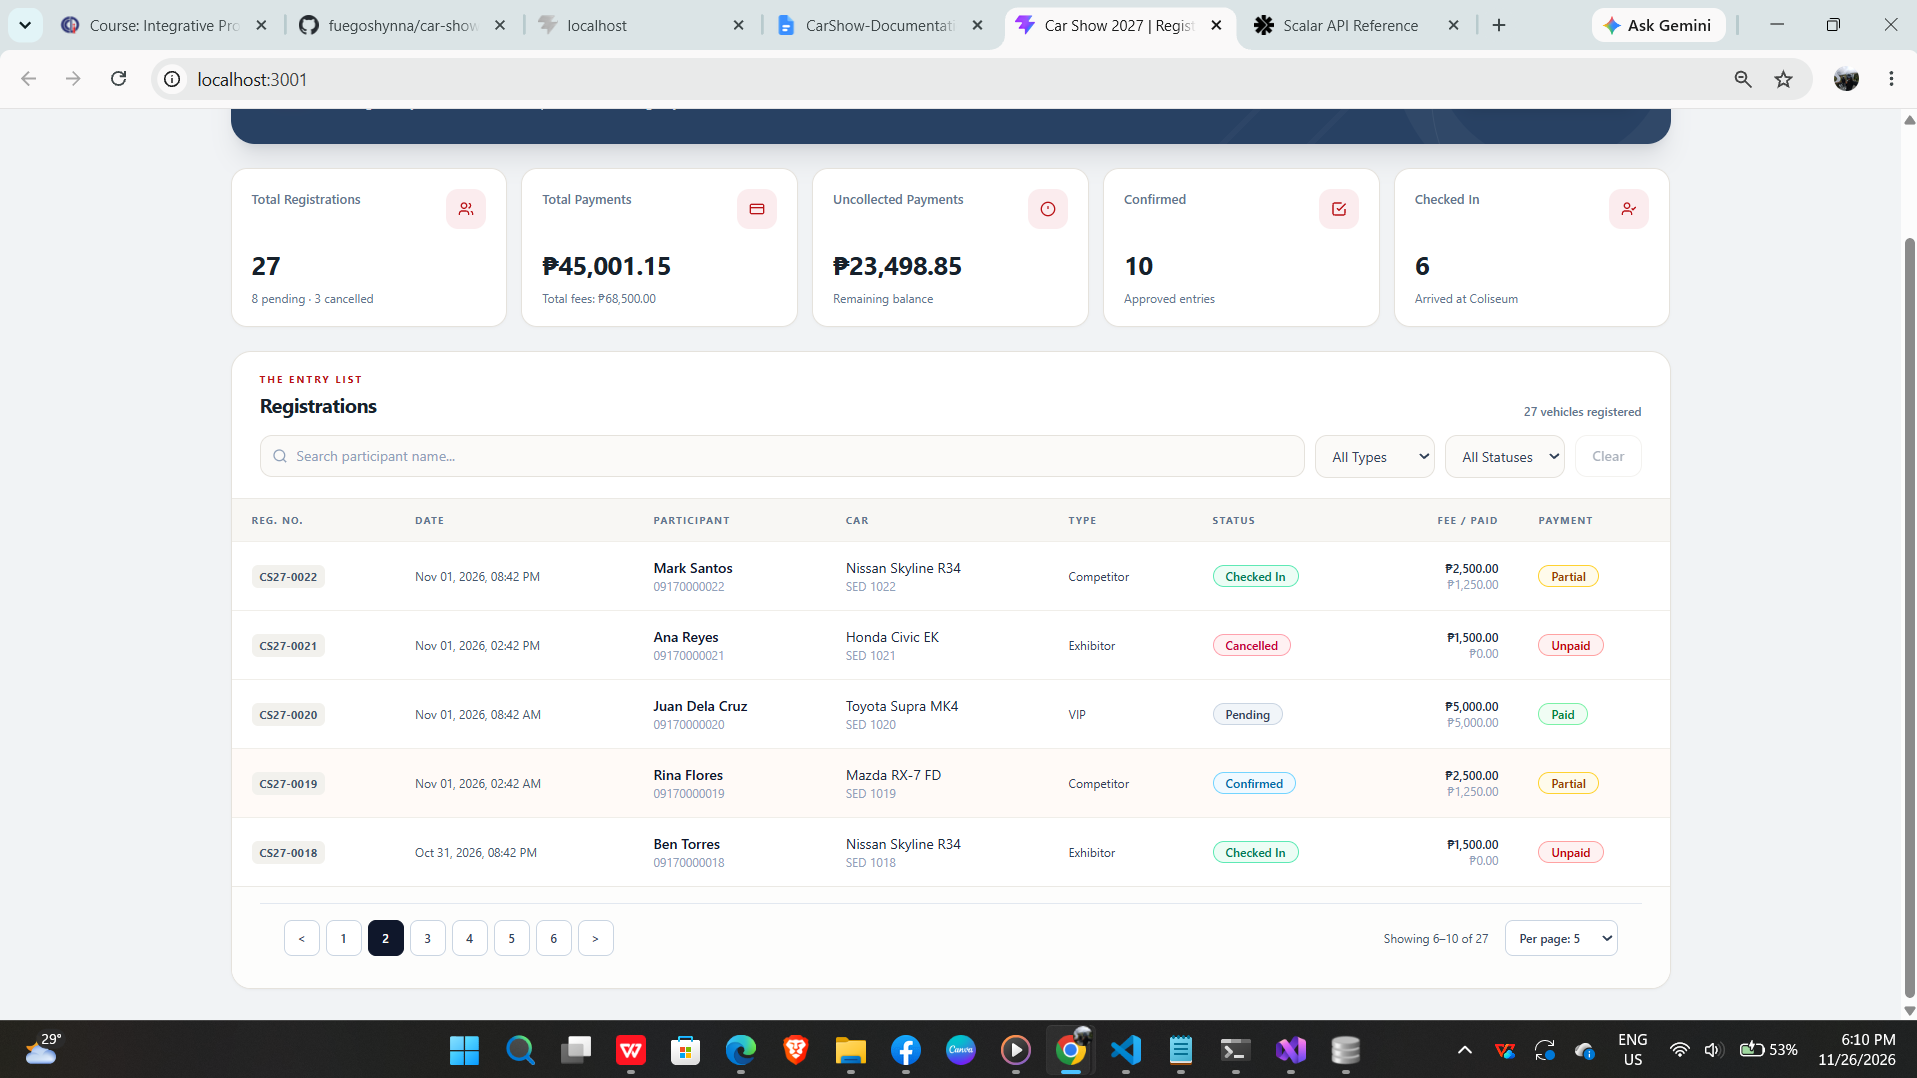 Course: Integrative Pro
fuegoshynna/car-show
localhost
CarShow-Documentati
Car Show 2027 | Regist
Scalar API Reference
Ask Gemini
localhost:3001
Total Registrations
27
8 pending · 3 cancelled
Total Payments
₱45,001.15
Total fees: ₱68,500.00
Uncollected Payments
₱23,498.85
Remaining balance
Confirmed
10
Approved entries
Checked In
6
Arrived at Coliseum
THE ENTRY LIST
Registrations
27 vehicles registered
Search participant name...
All Types
All Statuses
Clear
REG. NO. DATE PARTICIPANT CAR TYPE STATUS FEE / PAID PAYMENT
CS27-0022 Nov 01, 2026, 08:42 PM Mark Santos Nissan Skyline R34 Competitor Checked In ₱2,500.00 Partial
09170000022 SED 1022 ₱1,250.00
CS27-0021 Nov 01, 2026, 02:42 PM Ana Reyes Honda Civic EK Exhibitor Cancelled ₱1,500.00 Unpaid
09170000021 SED 1021 ₱0.00
CS27-0020 Nov 01, 2026, 08:42 AM Juan Dela Cruz Toyota Supra MK4 VIP Pending ₱5,000.00 Paid
09170000020 SED 1020 ₱5,000.00
CS27-0019 Nov 01, 2026, 02:42 AM Rina Flores Mazda RX-7 FD Competitor Confirmed ₱2,500.00 Partial
09170000019 SED 1019 ₱1,250.00
CS27-0018 Oct 31, 2026, 08:42 PM Ben Torres Nissan Skyline R34 Exhibitor Checked In ₱1,500.00 Unpaid
09170000018 SED 1018 ₱0.00
< 1 2 3 4 5 6 >
Showing 6–10 of 27
Per page: 5
29°
Canva
ENG
US
53%
6:10 PM
11/26/2026